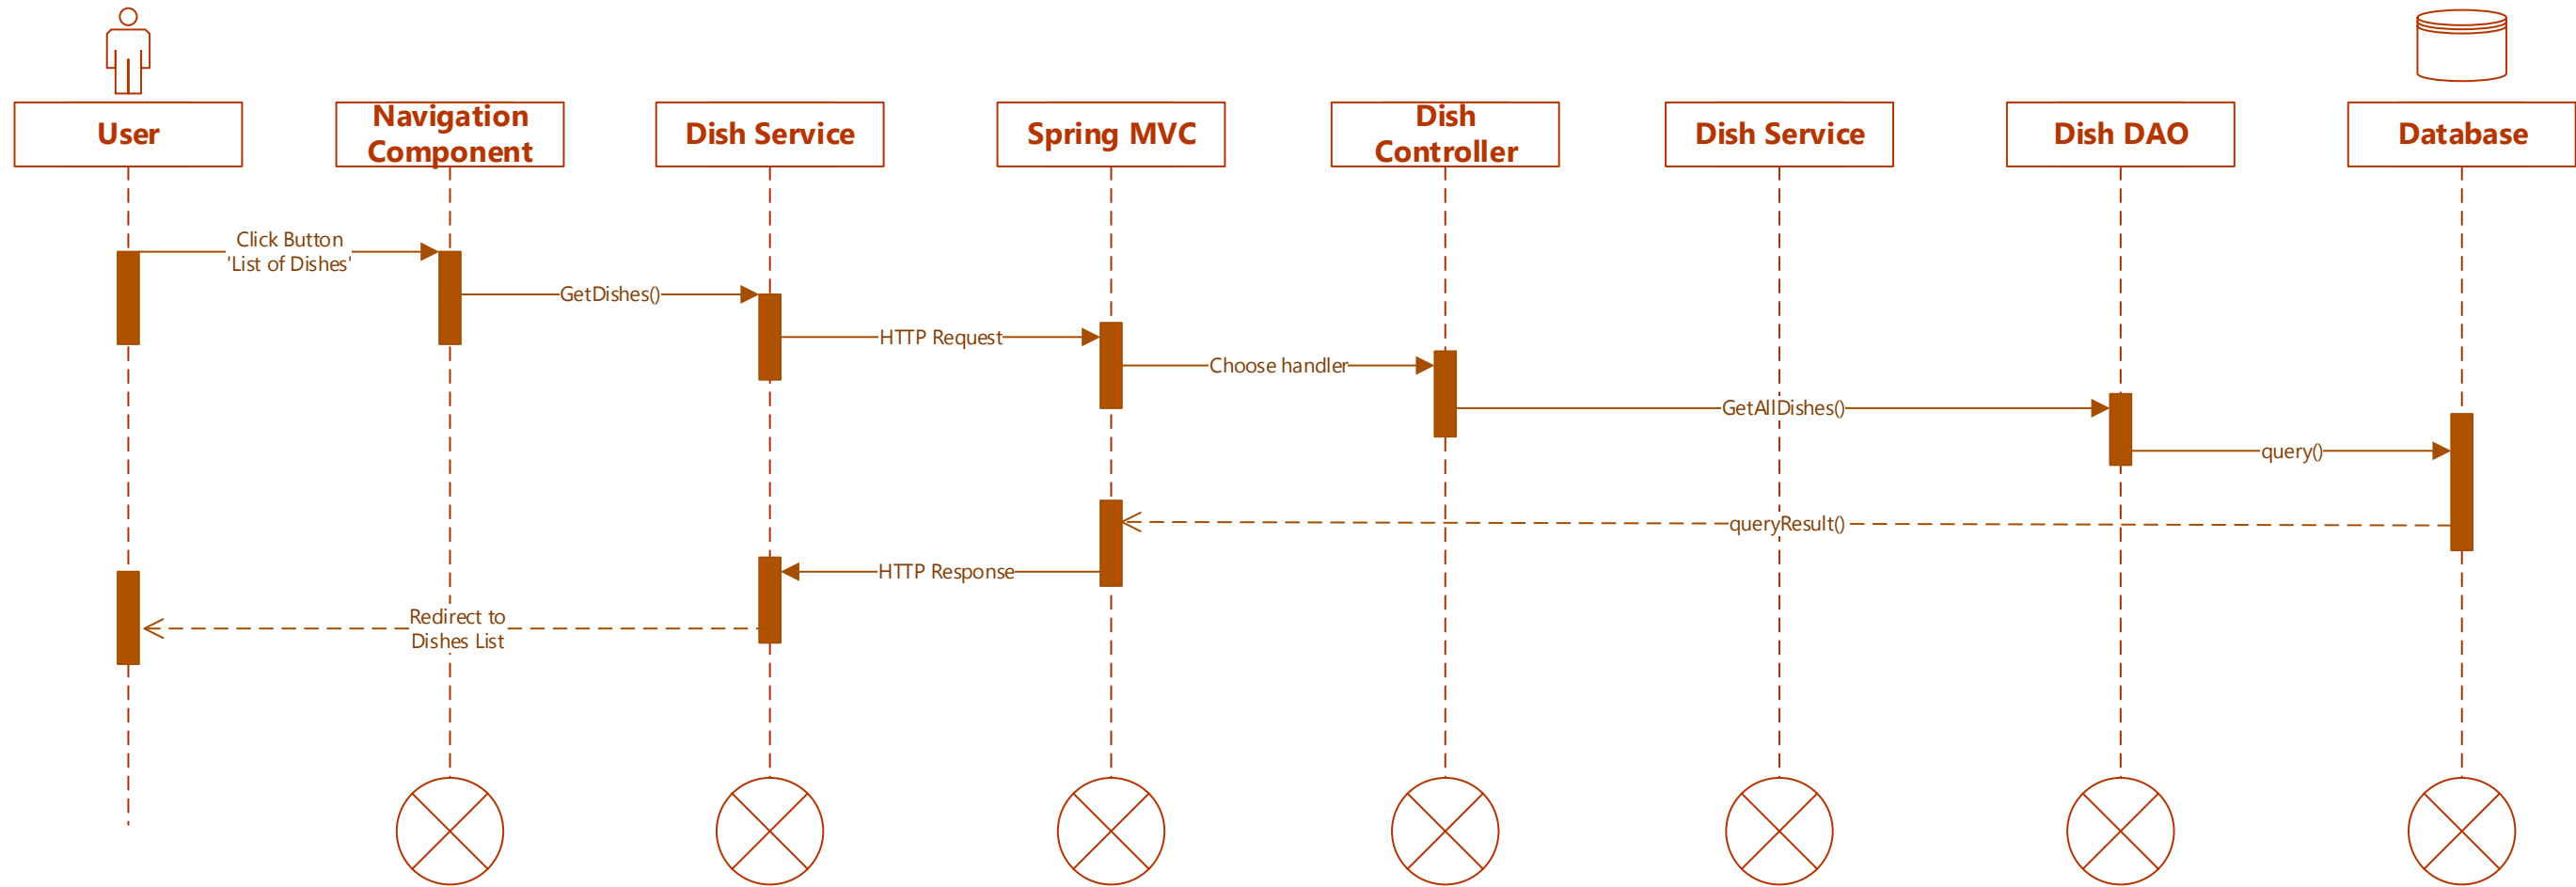 User
Navigation
Component
Dish Service
Spring MVC
Dish
Controller
Dish Service
Dish DAO
Database
Click Button
'List of Dishes'
GetDishes()
HTTP Request
Choose handler
GetAllDishes()
query()
queryResult()
HTTP Response
Redirect to
Dishes List